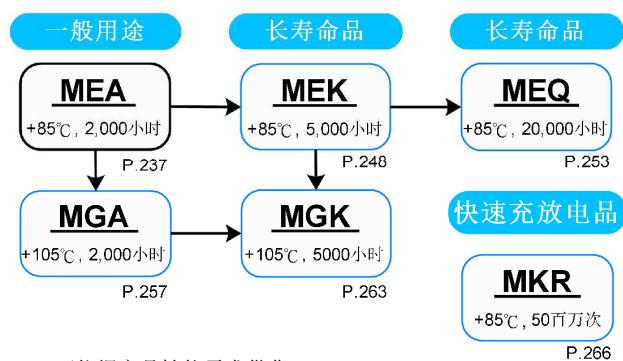 一般用途
长寿命品
长寿命品
MEA
+85℃, 2,000小时
P.237
MEK
+85℃, 5,000小时
P.248
MEQ
+85℃, 20,000小时
P.253
MGA
+105℃, 2,000小时
P.257
MGK
+105℃, 5000小时
P.263
快速充放电品
MKR
+85℃, 50百万次
P.266